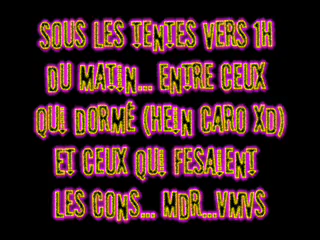 SOUS LES TENTES VERS 1H
DU MATIN... ENTRE CEUX
QUI DORMÉ (HEIN CARO XD)
ET CEUX QUI FESAIENT
LES CONS... MDR...VMVS